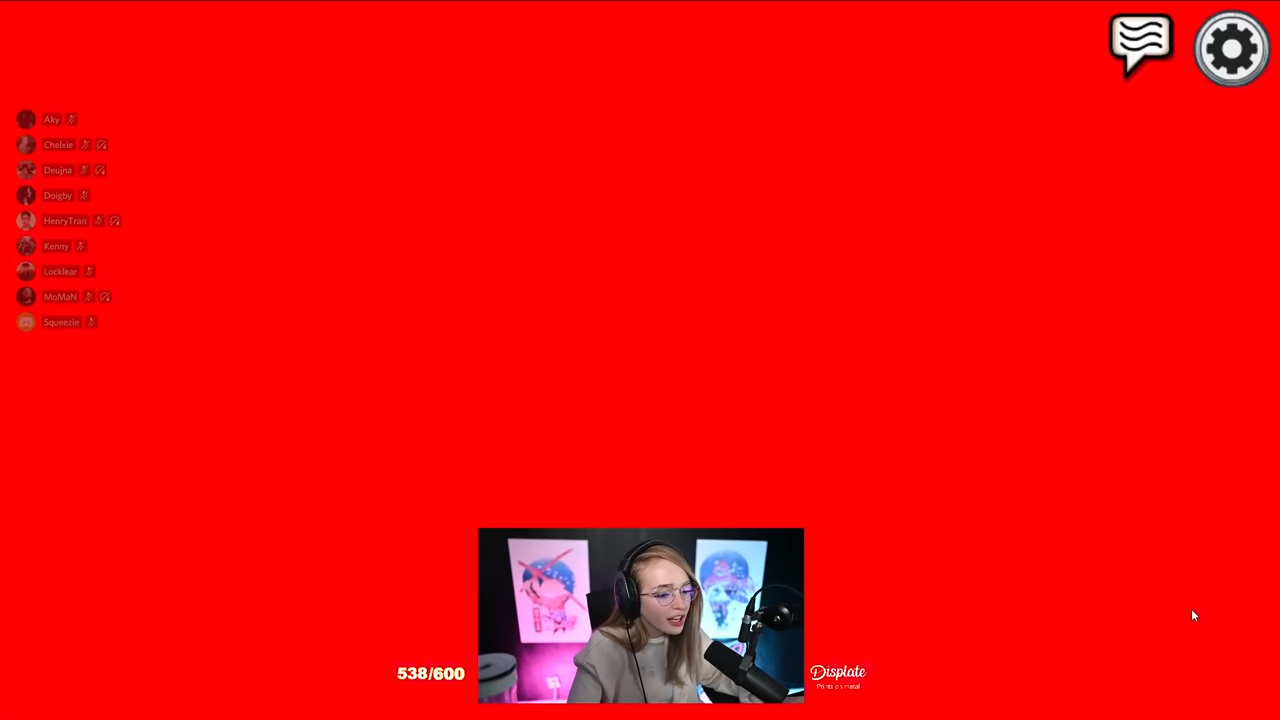 Aky
Chelxie
Deujna
Doigby
HenryTran
Kenny
Locklear
MoMaN
Squeezie
538/600
Displate
Prints on metal